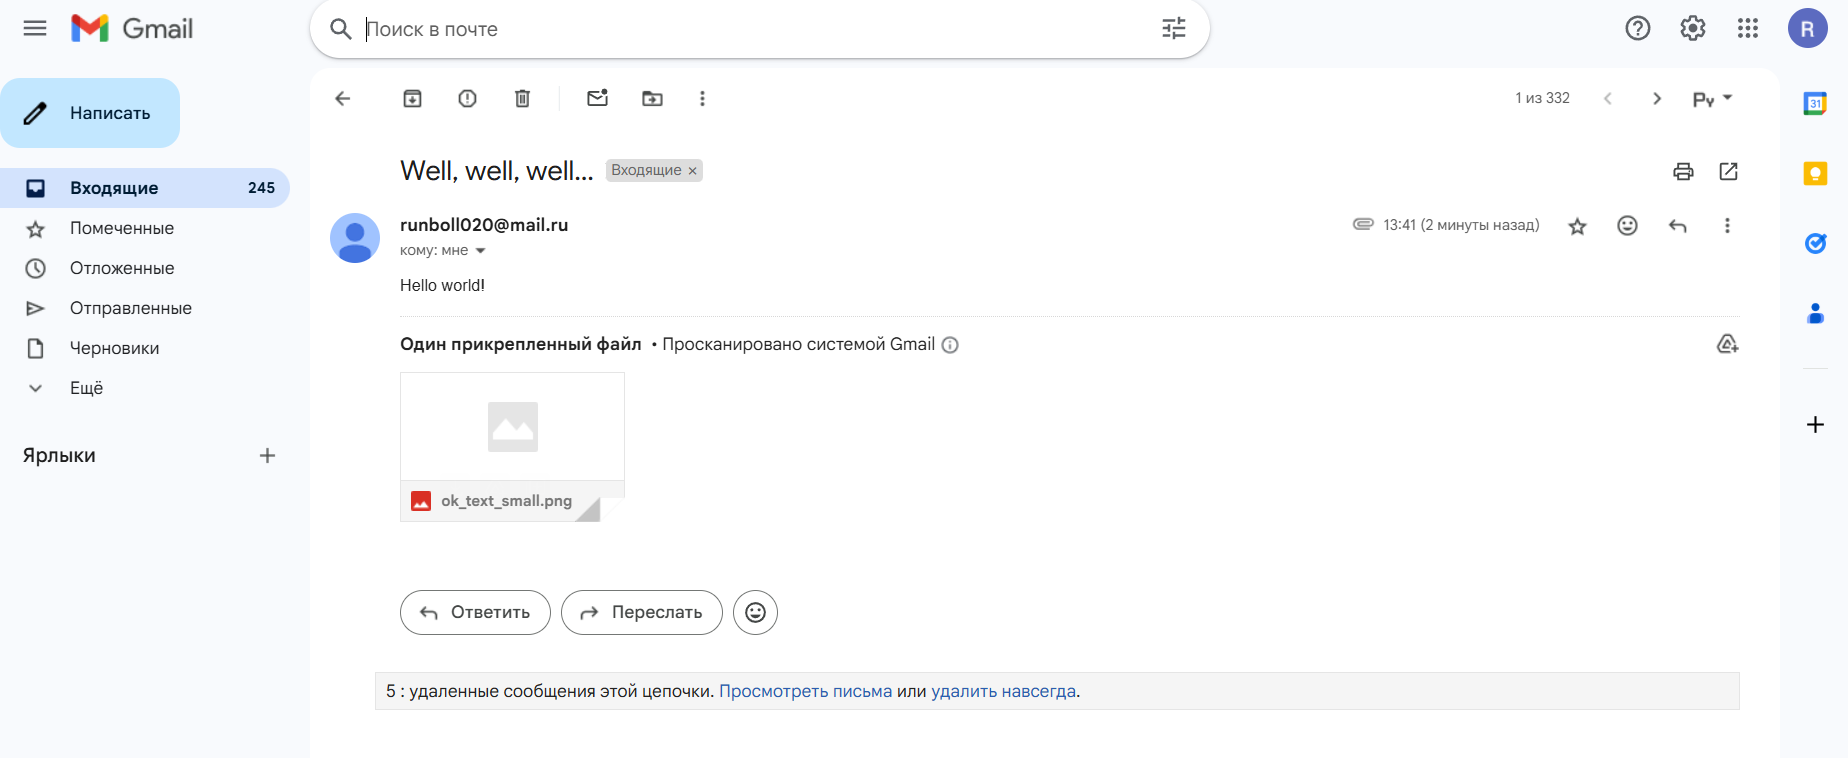 Gmail
Поиск в почте
R
Написать
Входящие 245
Помеченные
Отложенные
Отправленные
Черновики
Ещё
Ярлыки
1 из 332
Ру
Well, well, well... Входящие ×
runboll020@mail.ru
13:41 (2 минуты назад)
кому: мне
Hello world!
Один прикрепленный файл • Просканировано системой Gmail
ok_text_small.png
Ответить
Переслать
5 : удаленные сообщения этой цепочки. Просмотреть письма или удалить навсегда.
31